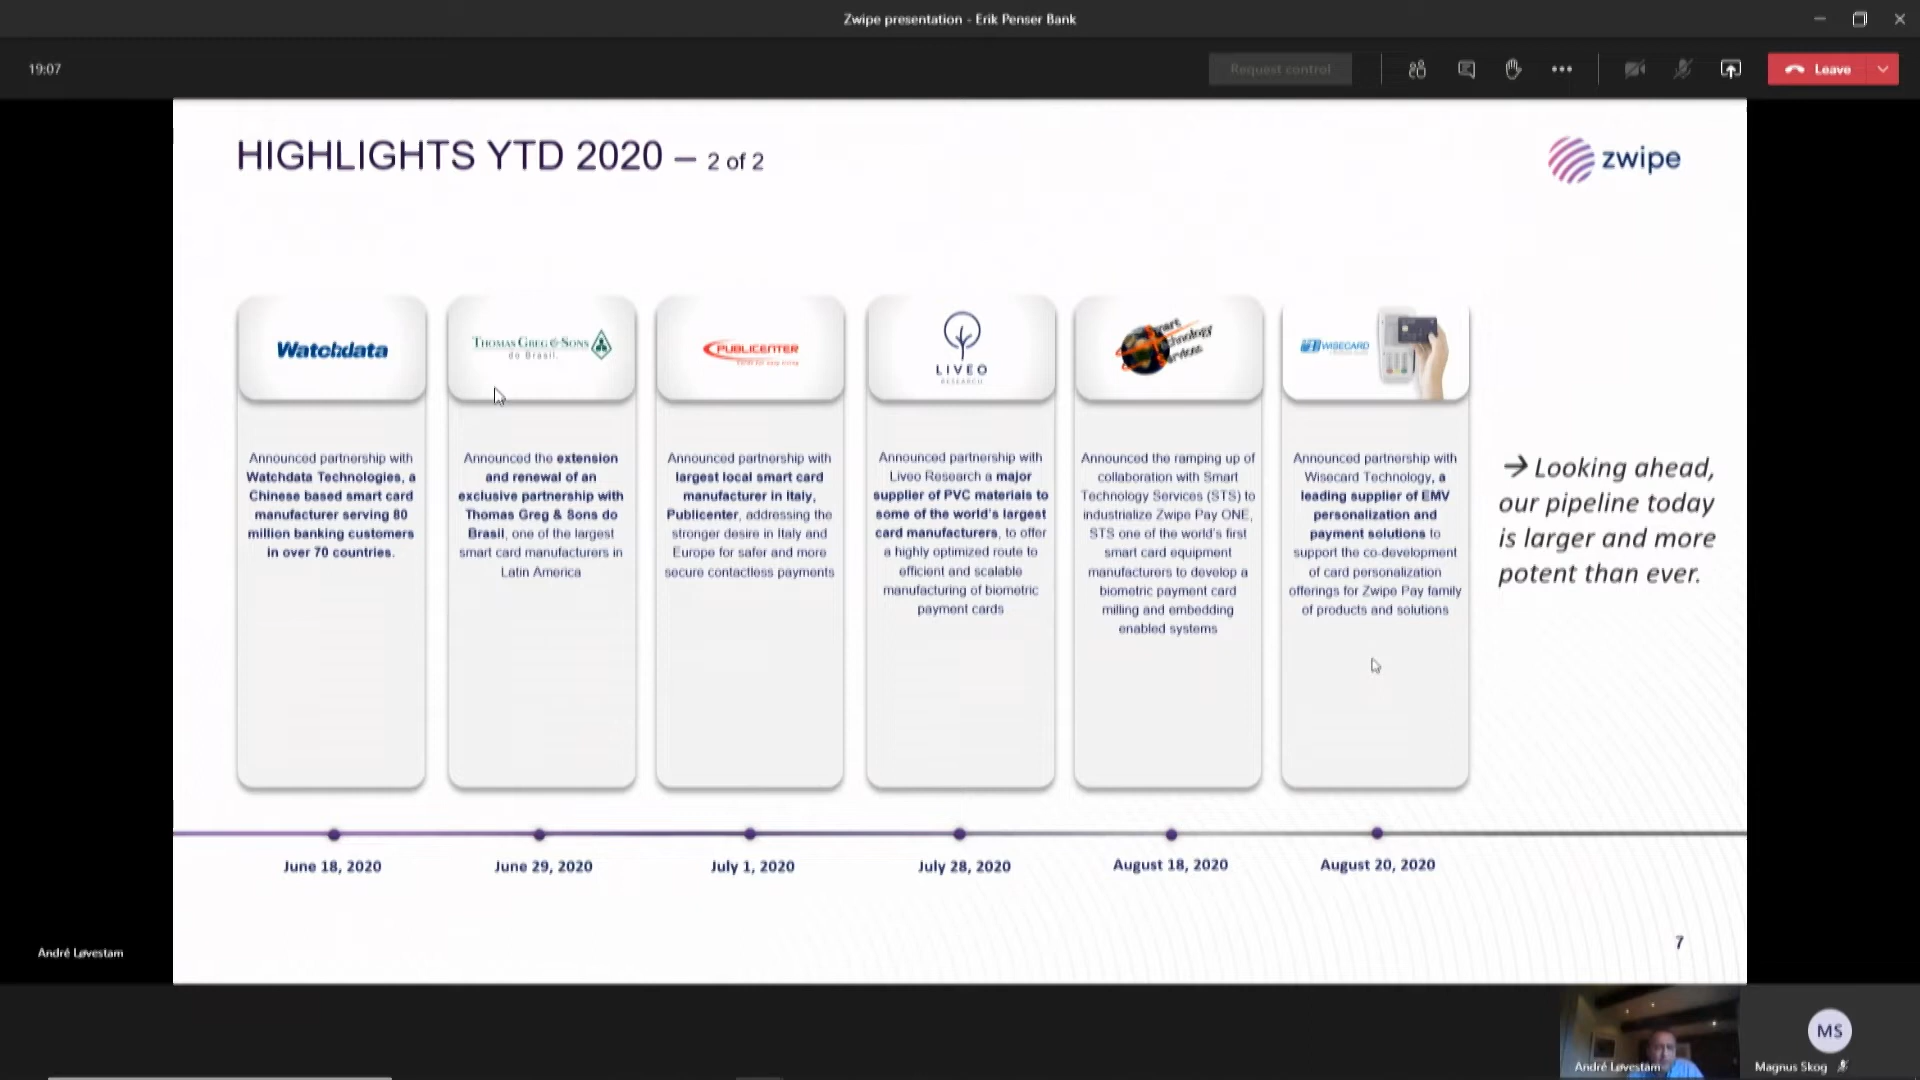 Zwipe presentation - Erik Penser Bank
19:07
Request control
Leave
HIGHLIGHTS YTD 2020 — 2 of 2
zwipe
Watchdata
THOMAS GREG & SONS
do Brasil.
PUBLICENTER
LIVEO
RESEARCH
Smart
Technology
Services
WISECARD
Announced partnership with
Watchdata Technologies, a
Chinese based smart card
manufacturer serving 80
million banking customers
in over 70 countries.
Announced the extension
and renewal of an
exclusive partnership with
Thomas Greg & Sons do
Brasil, one of the largest
smart card manufacturers in
Latin America
Announced partnership with
largest local smart card
manufacturer in Italy,
Publicenter, addressing the
stronger desire in Italy and
Europe for safer and more
secure contactless payments
Announced partnership with
Liveo Research a major
supplier of PVC materials to
some of the world's largest
card manufacturers, to offer
a highly optimized route to
efficient and scalable
manufacturing of biometric
payment cards
Announced the ramping up of
collaboration with Smart
Technology Services (STS) to
industrialize Zwipe Pay ONE,
STS one of the world's first
smart card equipment
manufacturers to develop a
biometric payment card
milling and embedding
enabled systems
Announced partnership with
Wisecard Technology, a
leading supplier of EMV
personalization and
payment solutions to
support the co-development
of card personalization
offerings for Zwipe Pay family
of products and solutions
→ Looking ahead,
our pipeline today
is larger and more
potent than ever.
June 18, 2020
June 29, 2020
July 1, 2020
July 28, 2020
August 18, 2020
August 20, 2020
7
André Løvestam
André Løvestam
MS
Magnus Skog